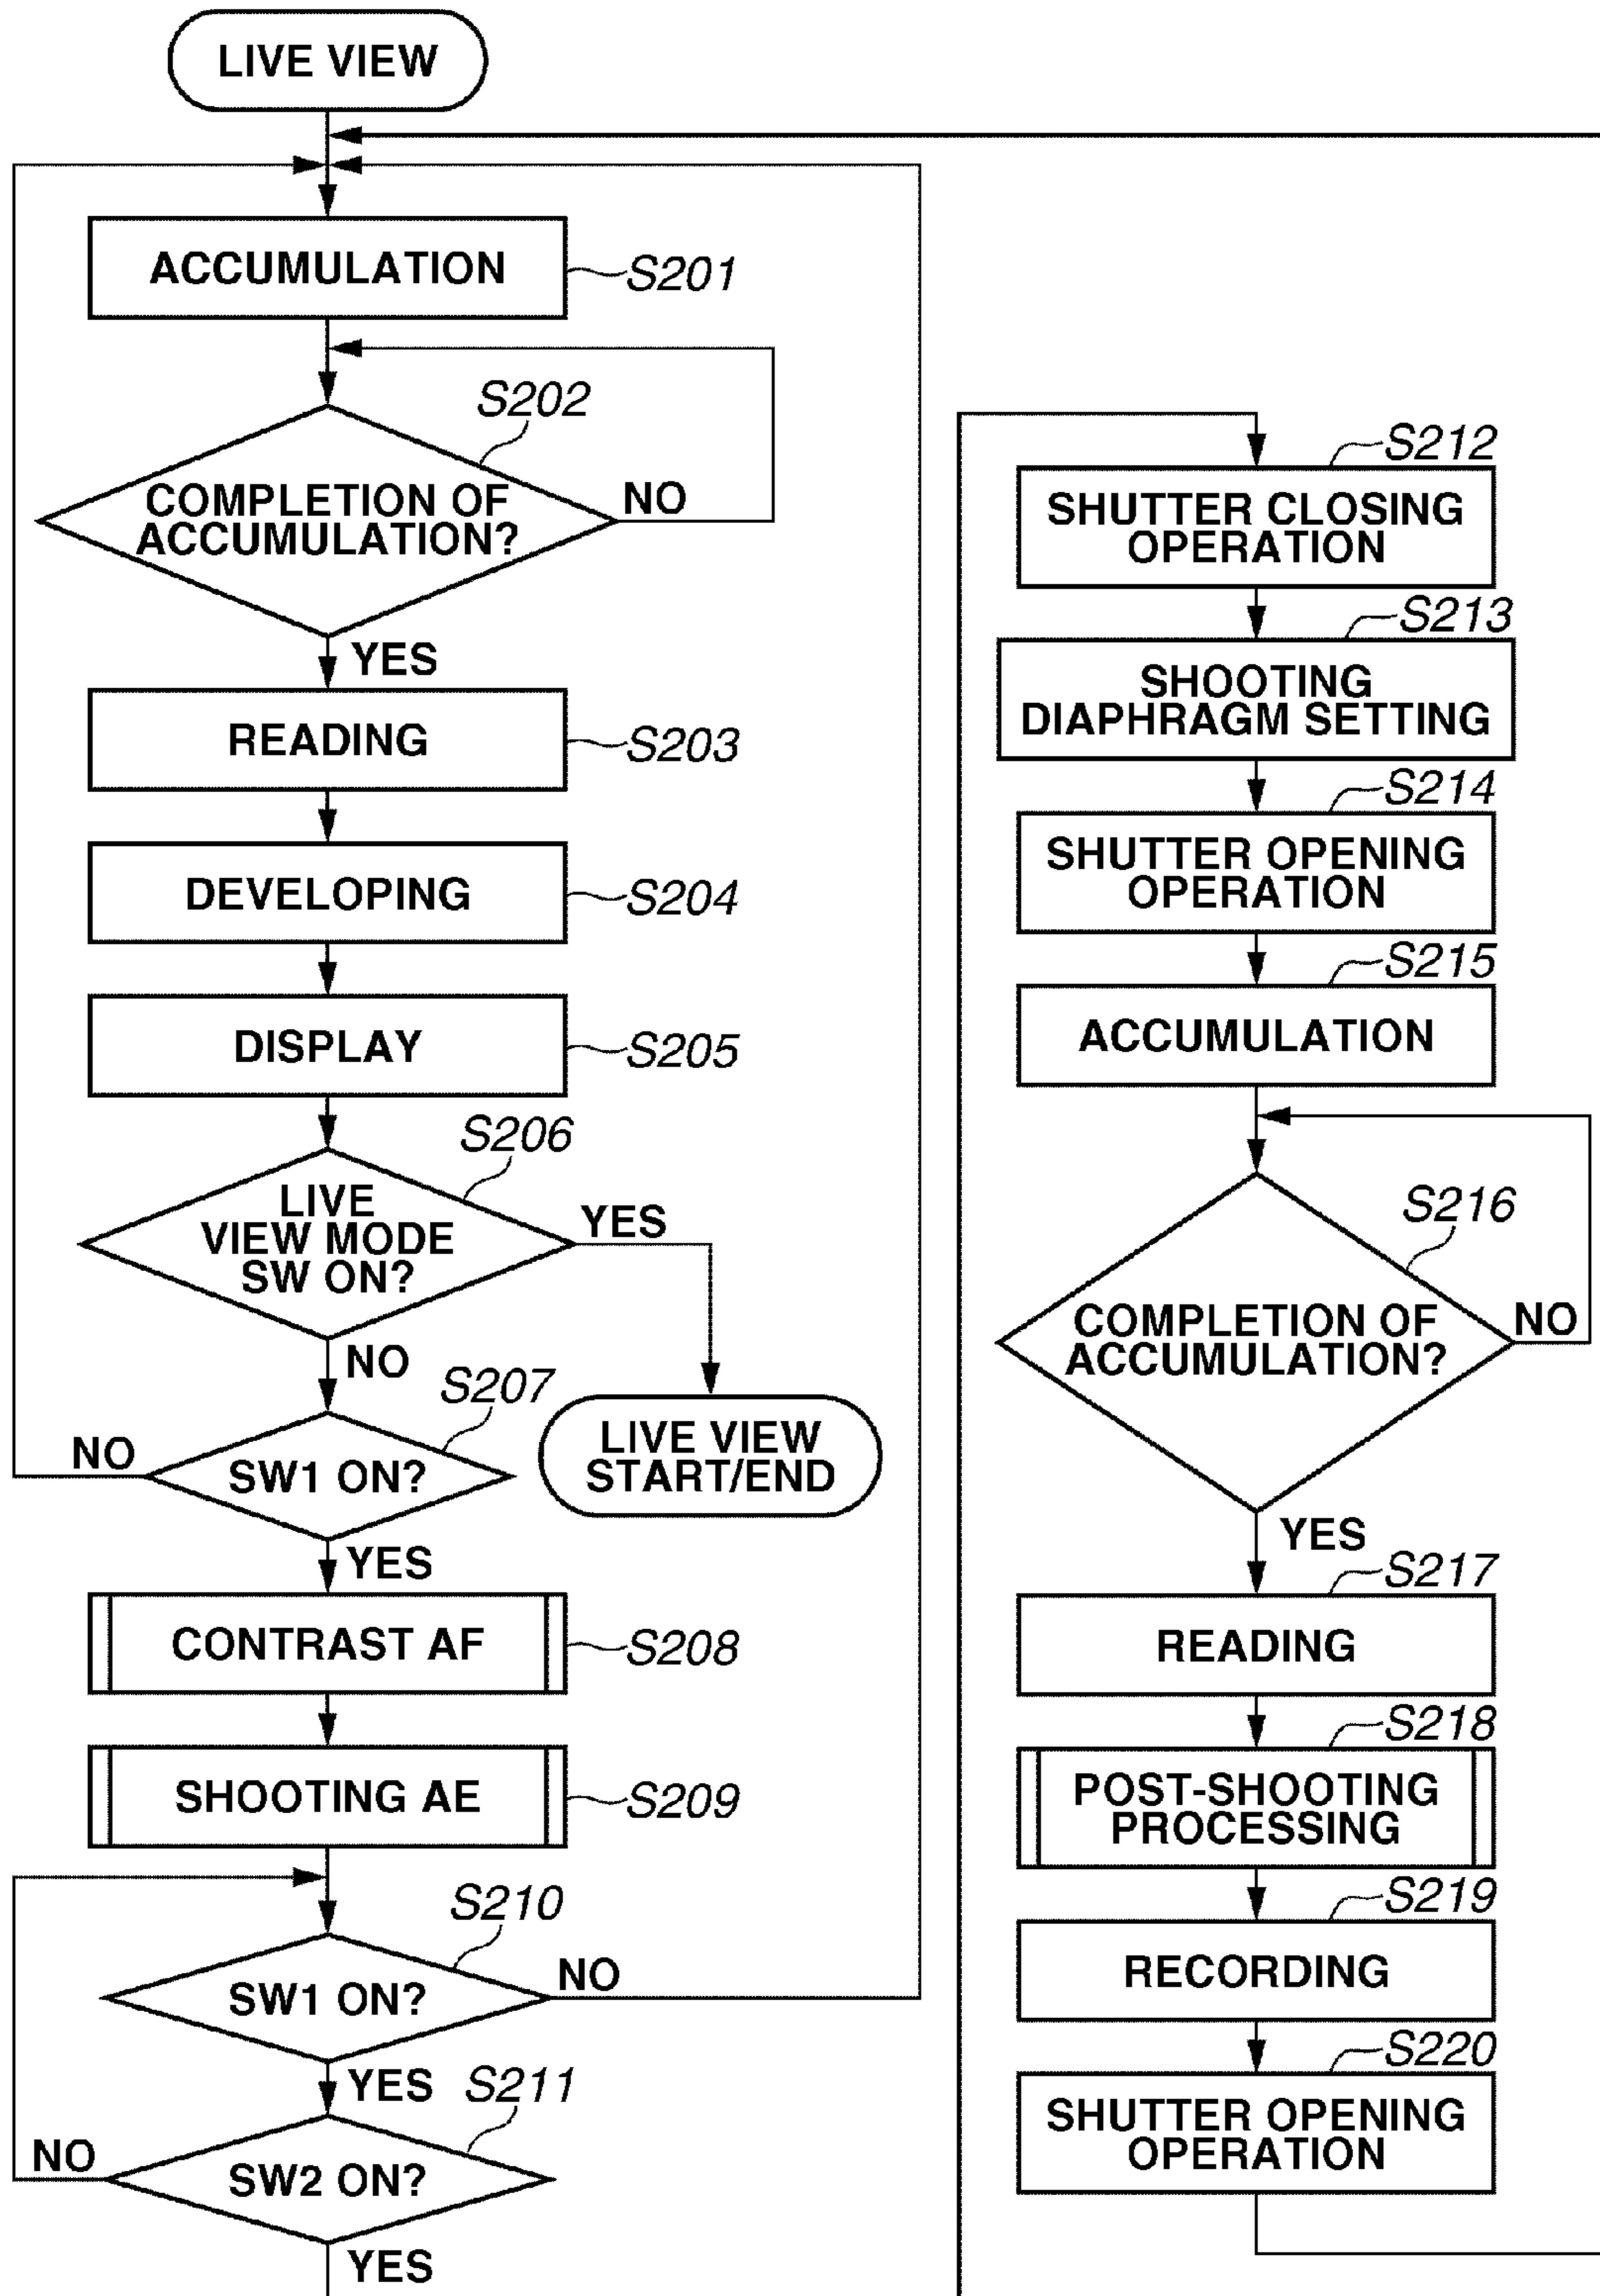 LIVE VIEW
ACCUMULATION
S201
S202
COMPLETION OF
ACCUMULATION?
NO
YES
READING
S203
DEVELOPING
S204
DISPLAY
S205
S206
LIVE
VIEW MODE
SW ON?
YES
NO
LIVE VIEW
START/END
S207
NO
SW1 ON?
YES
CONTRAST AF
S208
SHOOTING AE
S209
S210
SW1 ON?
NO
YES
S211
NO
SW2 ON?
YES
S212
SHUTTER CLOSING
OPERATION
S213
SHOOTING
DIAPHRAGM SETTING
S214
SHUTTER OPENING
OPERATION
S215
ACCUMULATION
S216
COMPLETION OF
ACCUMULATION?
NO
YES
S217
READING
S218
POST-SHOOTING
PROCESSING
S219
RECORDING
S220
SHUTTER OPENING
OPERATION